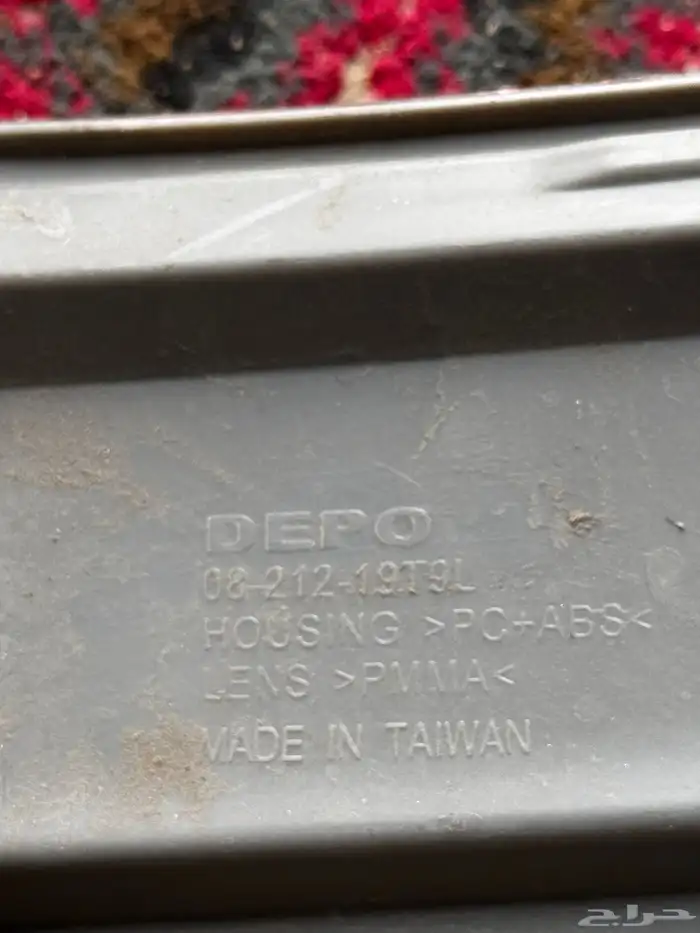 DEPO
08-212-19T9L
HOUSING >PC+ABS<
LENS >PMMA<
MADE IN TAIWAN
حراج